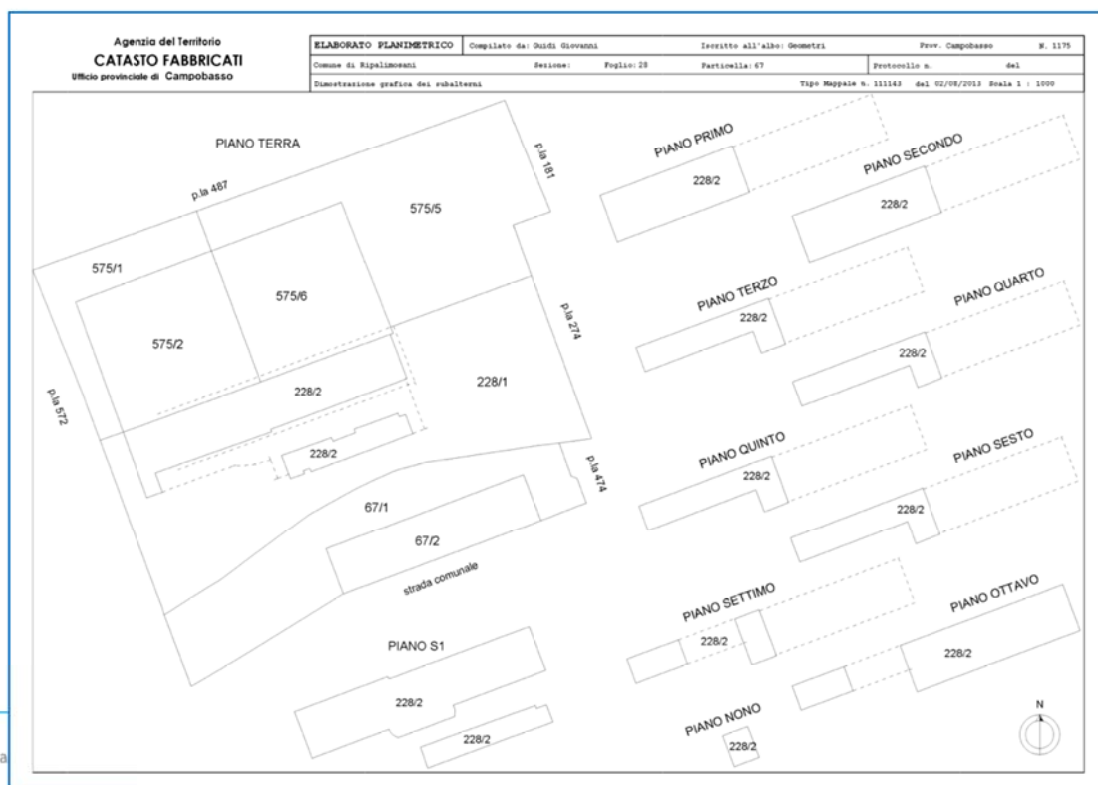 Agenzia del Territorio
CATASTO FABBRICATI
Ufficio provinciale di Campobasso
ELABORATO PLANIMETRICO
Compilato da: Duidi Giovanni
Iscritto all'albo: Geometri
Prov. Campobasso
N. 1175
Comune di Ripalimosani
Sezione:
Foglio: 28
Particella: 67
Protocollo n.
del
Dimostrazione grafica dei subalterni
Tipo Mappale n. 111143
del 02/08/2013
Scala 1 : 1000
PIANO TERRA
p.la 487
p.la 181
575/5
575/1
575/6
575/2
p.la 274
228/1
p.la 572
228/2
228/2
p.la 474
67/1
67/2
strada comunale
PIANO S1
228/2
228/2
PIANO PRIMO
228/2
PIANO SECONDO
228/2
PIANO TERZO
228/2
PIANO QUARTO
228/2
PIANO QUINTO
228/2
PIANO SESTO
228/2
PIANO SETTIMO
228/2
PIANO OTTAVO
228/2
PIANO NONO
228/2
N